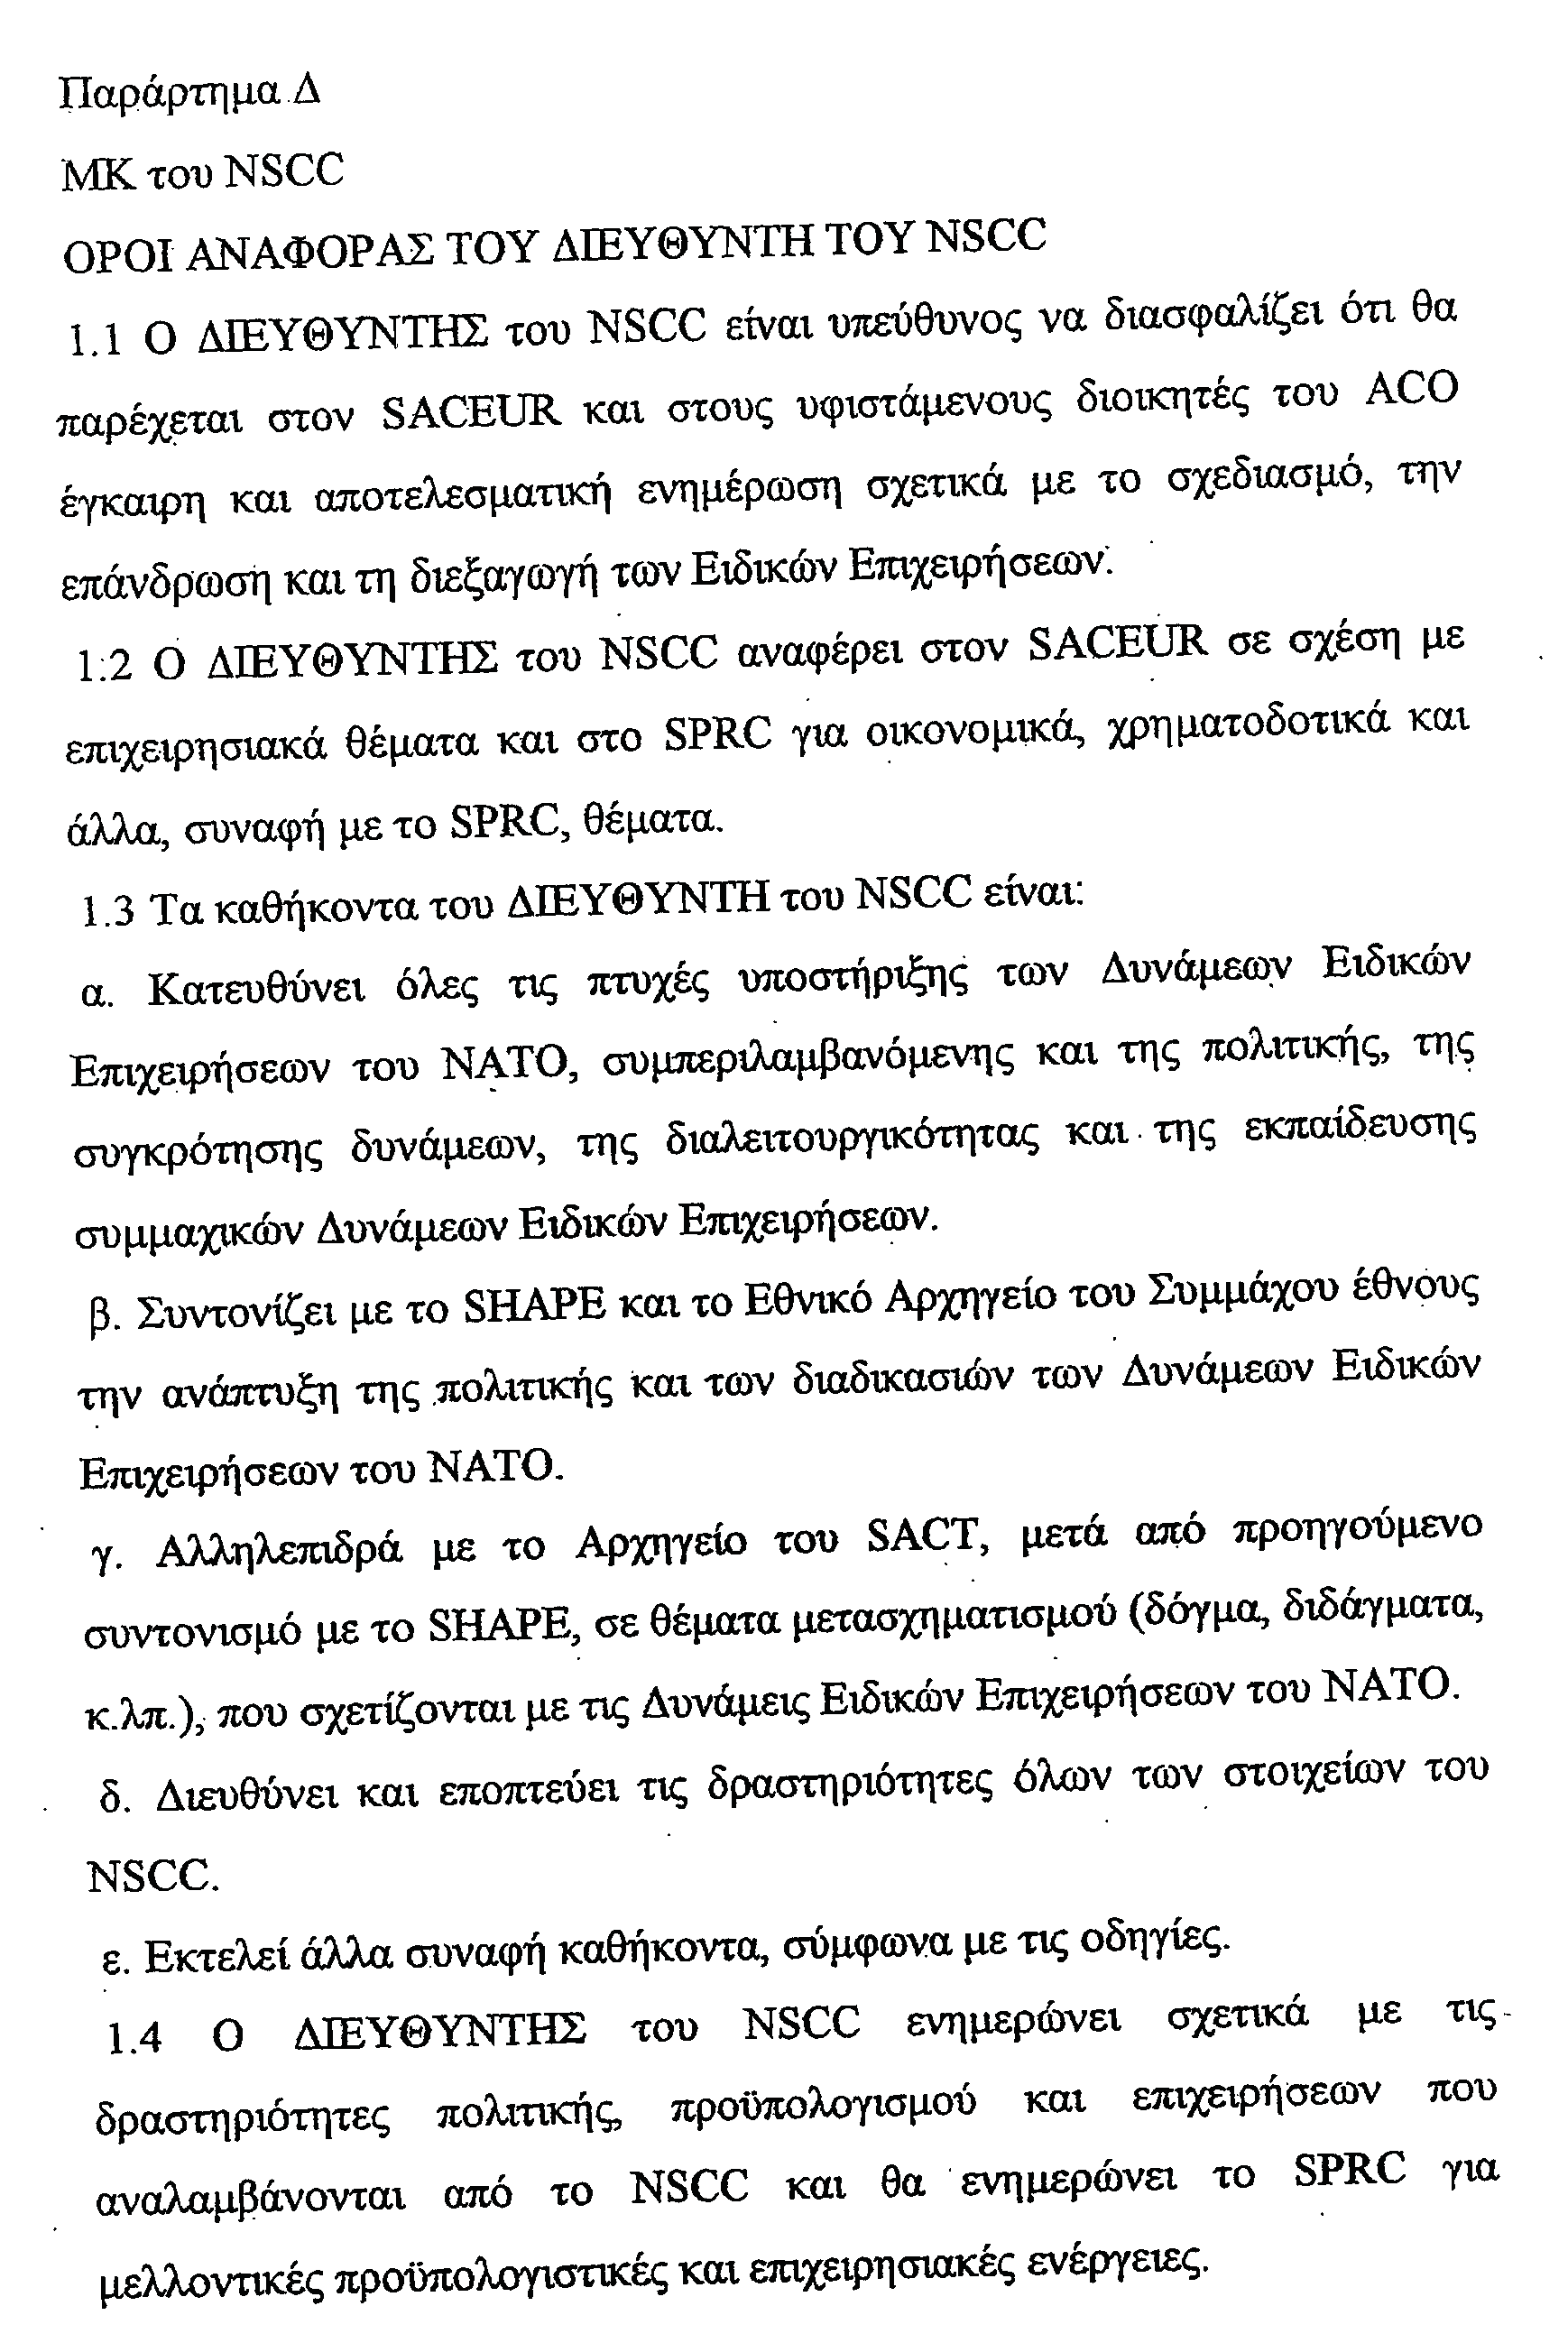 Παράρτημα Δ
ΜΚ του NSCC
ΟΡΟΙ ΑΝΑΦΟΡΑΣ ΤΟΥ ΔΙΕΥΘΥΝΤΗ ΤΟΥ NSCC
1.1 Ο ΔΙΕΥΘΥΝΤΗΣ του NSCC είναι υπεύθυνος να διασφαλίζει ότι θα
παρέχεται στον SACEUR και στους υφιστάμενους διοικητές του ACO
έγκαιρη και αποτελεσματική ενημέρωση σχετικά με το σχεδιασμό, την
επάνδρωση και τη διεξαγωγή των Ειδικών Επιχειρήσεων.
1.2 Ο ΔΙΕΥΘΥΝΤΗΣ του NSCC αναφέρει στον SACEUR σε σχέση με
επιχειρησιακά θέματα και στο SPRC για οικονομικά, χρηματοδοτικά και
άλλα, συναφή με το SPRC, θέματα.
1.3 Τα καθήκοντα του ΔΙΕΥΘΥΝΤΗ του NSCC είναι:
α. Κατευθύνει όλες τις πτυχές υποστήριξης των Δυνάμεων Ειδικών
Επιχειρήσεων του ΝΑΤΟ, συμπεριλαμβανόμενης και της πολιτικής, της
συγκρότησης δυνάμεων, της διαλειτουργικότητας και της εκπαίδευσης
συμμαχικών Δυνάμεων Ειδικών Επιχειρήσεων.
β. Συντονίζει με το SHAPE και το Εθνικό Αρχηγείο του Συμμάχου έθνους
την ανάπτυξη της πολιτικής και των διαδικασιών των Δυνάμεων Ειδικών
Επιχειρήσεων του ΝΑΤΟ.
γ. Αλληλεπιδρά με το Αρχηγείο του SACT, μετά από προηγούμενο
συντονισμό με το SHAPE, σε θέματα μετασχηματισμού (δόγμα, διδάγματα,
κ.λπ.), που σχετίζονται με τις Δυνάμεις Ειδικών Επιχειρήσεων του ΝΑΤΟ.
δ. Διευθύνει και εποπτεύει τις δραστηριότητες όλων των στοιχείων του
NSCC.
ε. Εκτελεί άλλα συναφή καθήκοντα, σύμφωνα με τις οδηγίες.
1.4 Ο ΔΙΕΥΘΥΝΤΗΣ του NSCC ενημερώνει σχετικά με τις
δραστηριότητες πολιτικής, προϋπολογισμού και επιχειρήσεων που
αναλαμβάνονται από το NSCC και θα ενημερώνει το SPRC για
μελλοντικές προϋπολογιστικές και επιχειρησιακές ενέργειες.